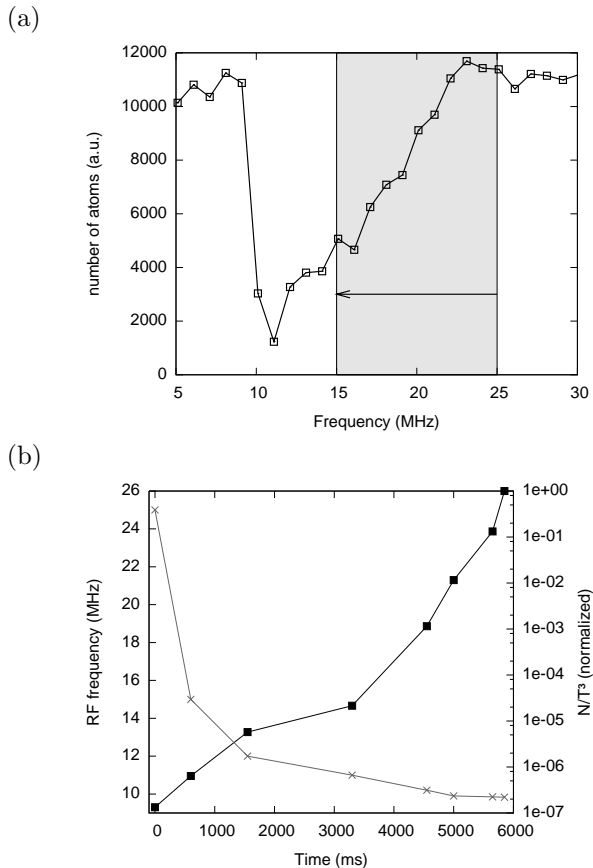 (a)
12000
10000
8000
6000
4000
2000
0
number of atoms (a.u.)
5 10 15 20 25 30
Frequency (MHz)
(b)
26
24
22
20
18
16
14
12
10
RF frequency (MHz)
1e+00
1e-01
1e-02
1e-03
1e-04
1e-05
1e-06
1e-07
N/T³ (normalized)
0 1000 2000 3000 4000 5000 6000
Time (ms)